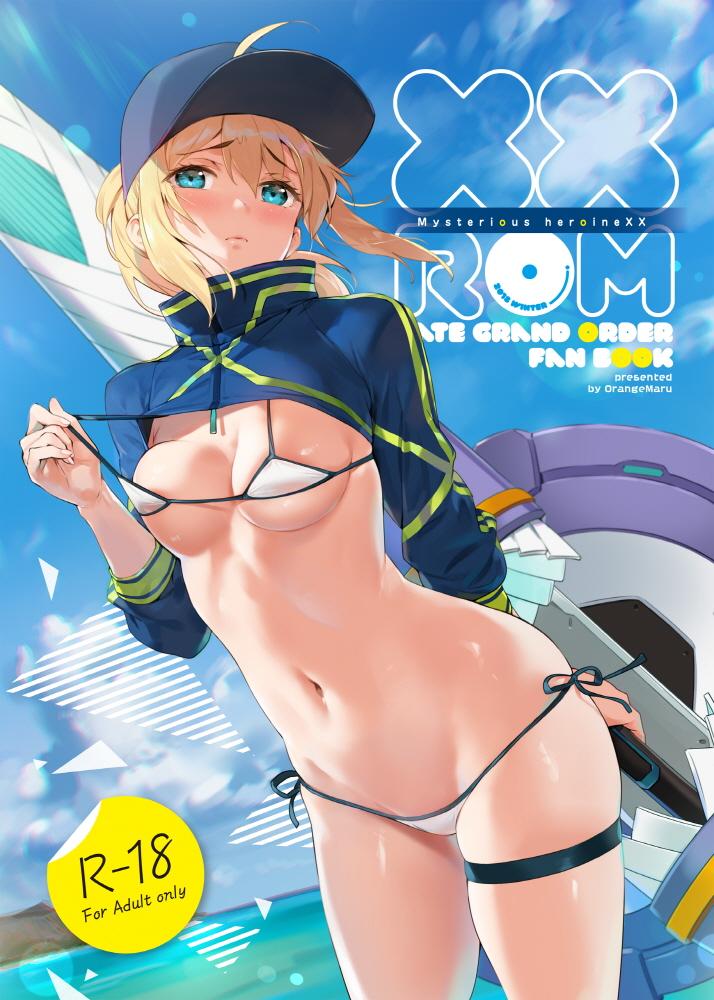 XX
Mysterious heroineXX
ROM
2018 WINTER
ATE GRAND ORDER
FAN BOOK
presented
by OrangeMaru
R-18
For Adult only